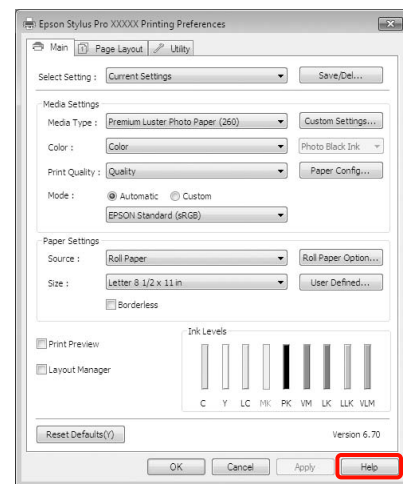 Epson Stylus Pro XXXXX Printing Preferences
Main Page Layout Utility
Select Setting : Current Settings Save/Del...
Media Settings
Media Type : Premium Luster Photo Paper (260) Custom Settings...
Color : Color Photo Black Ink
Print Quality : Quality Paper Config...
Mode : Automatic Custom
EPSON Standard (sRGB)
Paper Settings
Source : Roll Paper Roll Paper Option...
Size : Letter 8 1/2 x 11 in User Defined...
Borderless
Ink Levels
Print Preview
Layout Manager
C Y LC MK PK VM LK LLK VLM
Reset Defaults(Y) Version 6.70
OK Cancel Apply Help